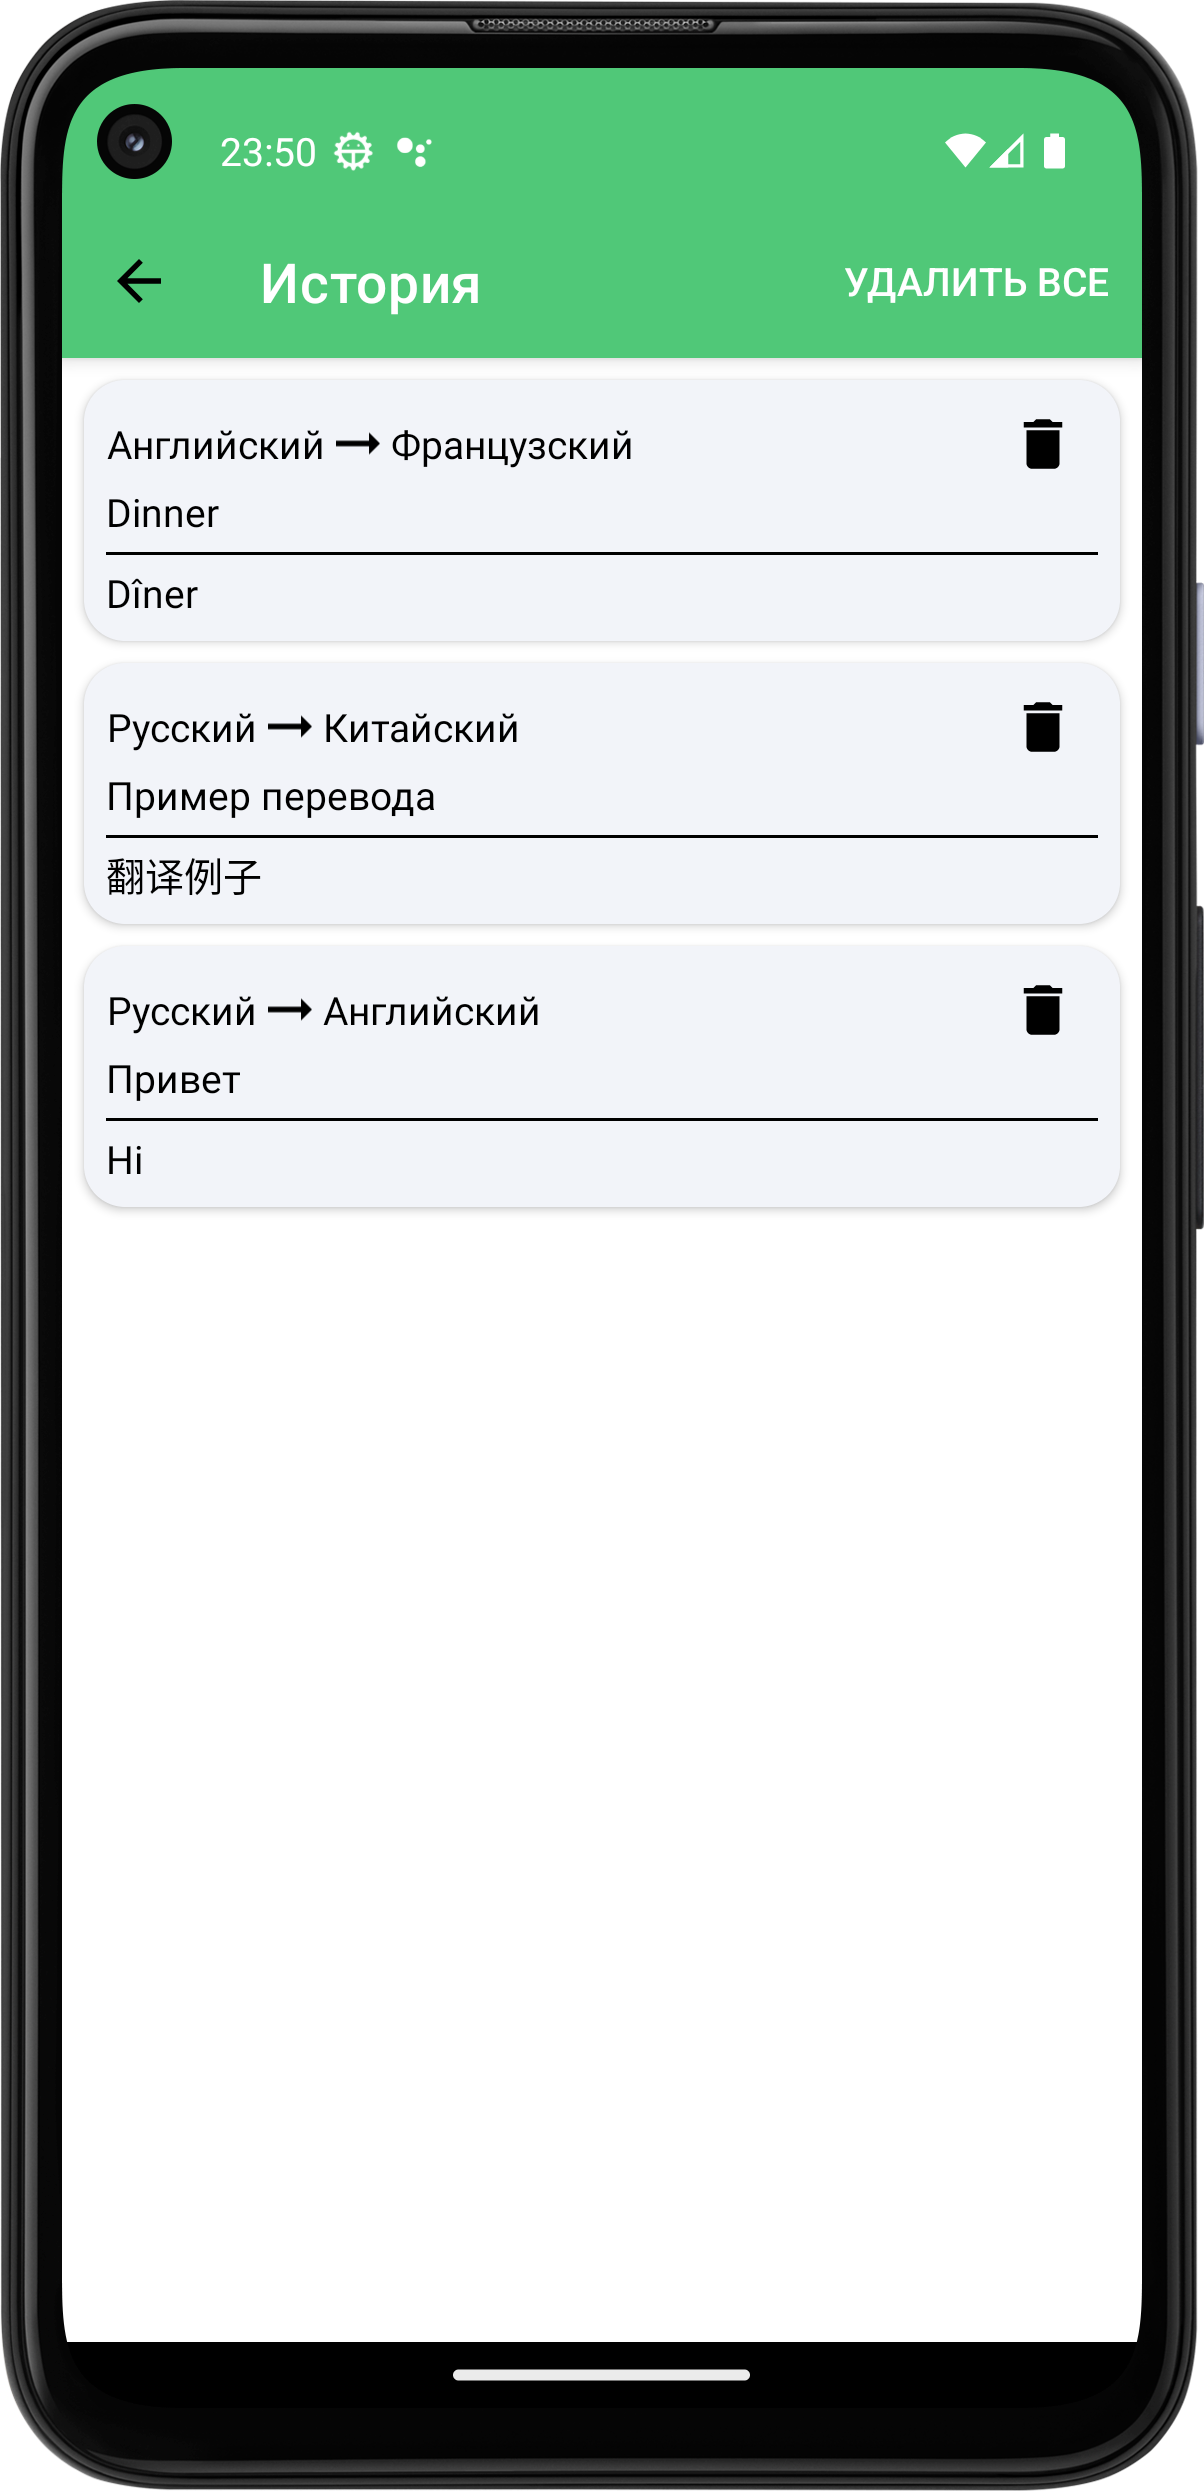 23:50
История
УДАЛИТЬ ВСЕ
Английский → Французский
Dinner
Dîner
Русский → Китайский
Пример перевода
翻译例子
Русский → Английский
Привет
Hi